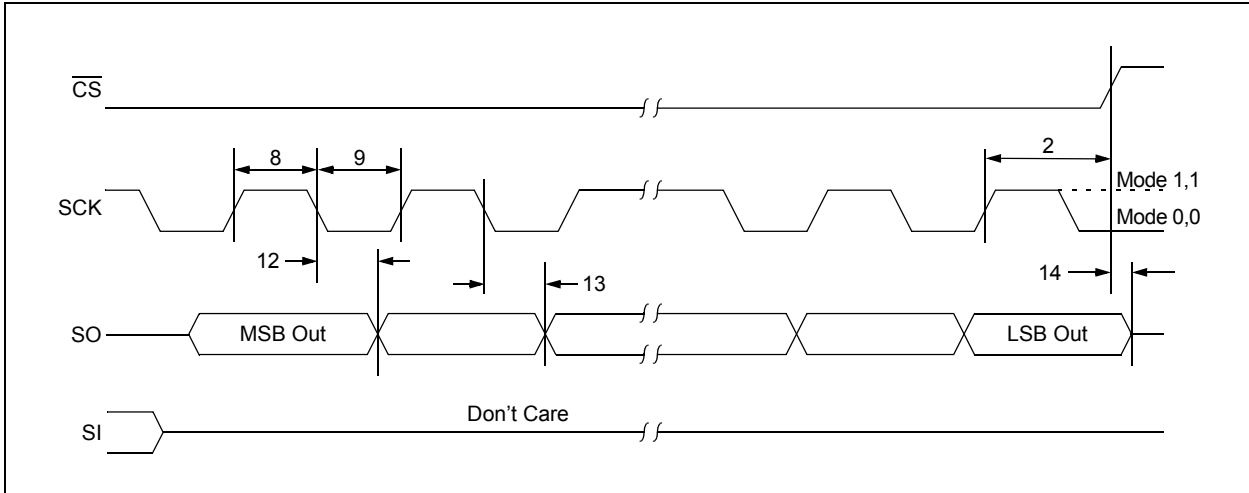 CS
8
9
2
SCK
Mode 1,1
Mode 0,0
12
13
14
SO
MSB Out
LSB Out
Don't Care
SI